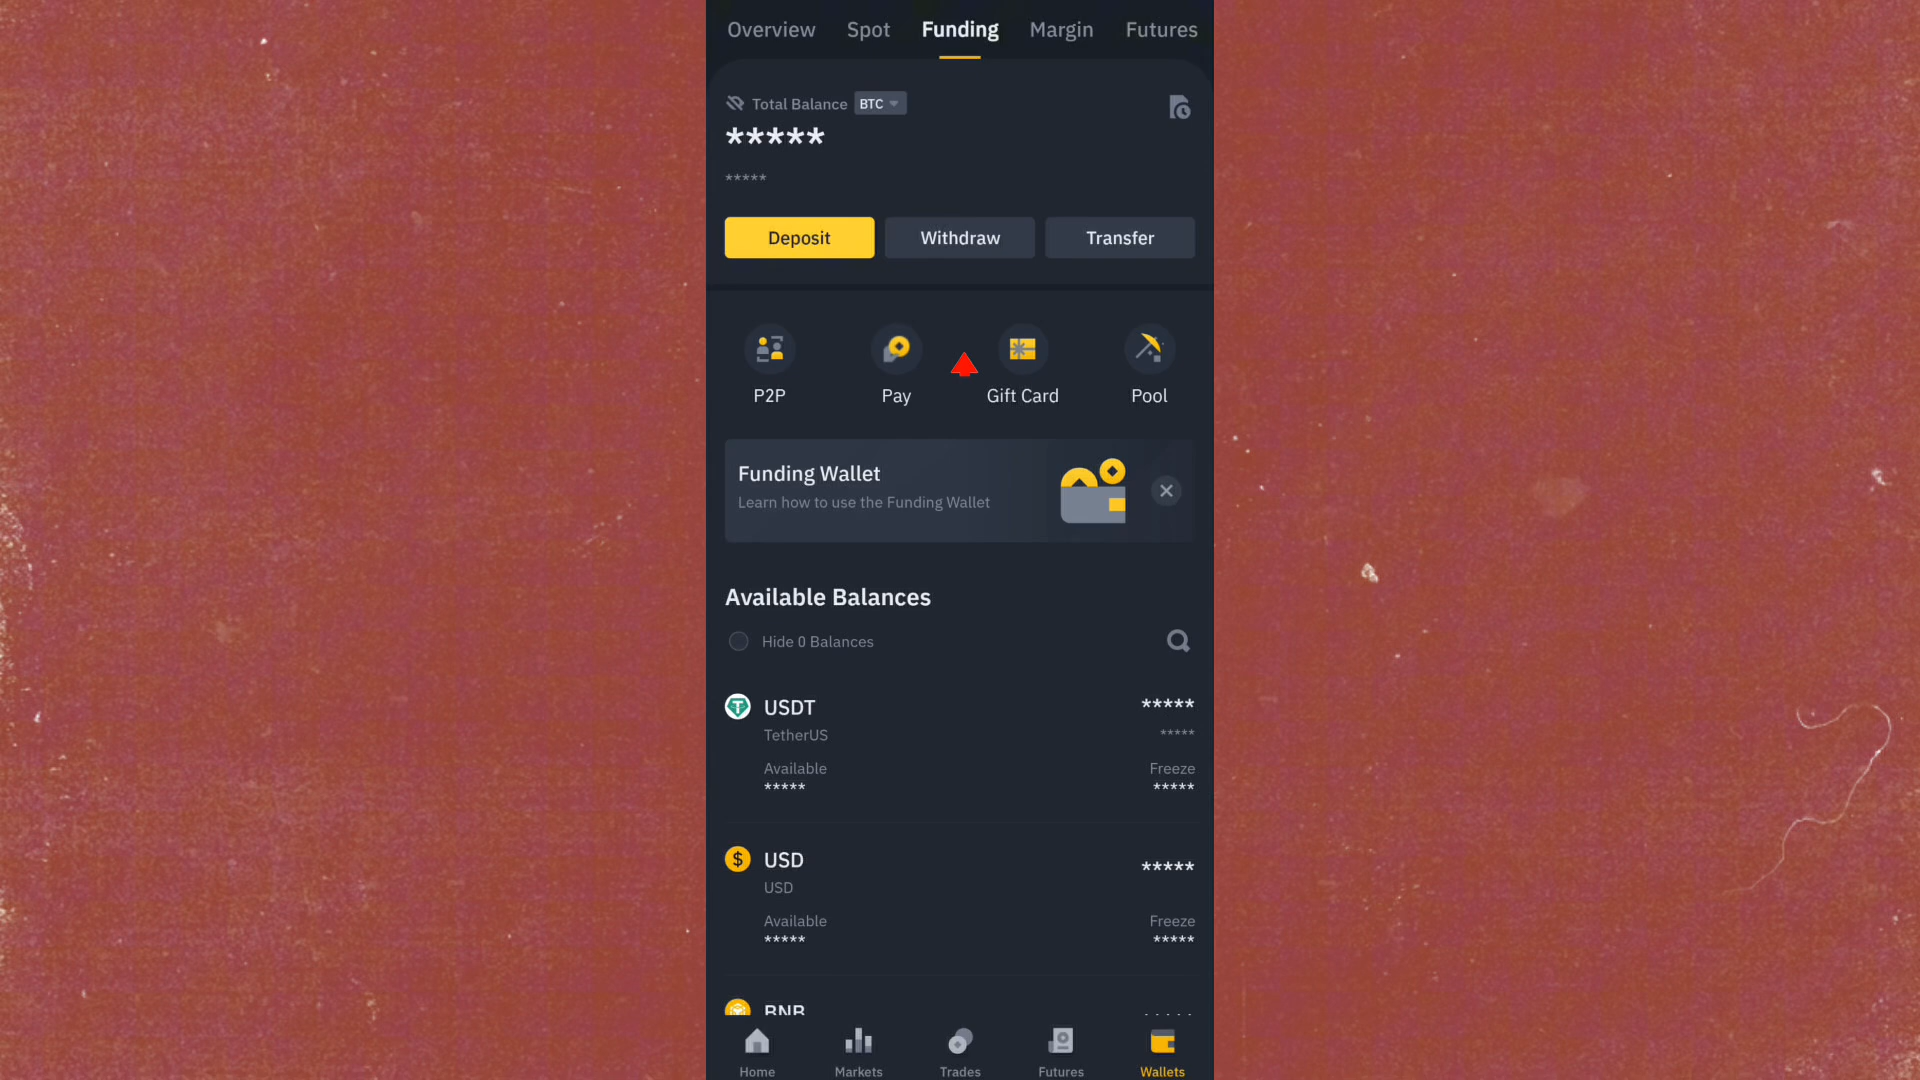 Overview Spot Funding Margin Futures
Total Balance BTC
*****
*****
Deposit Withdraw Transfer
P2P Pay Gift Card Pool
Funding Wallet
Learn how to use the Funding Wallet
Available Balances
Hide 0 Balances
USDT *****
TetherUS *****
Available Freeze
***** *****
$ USD *****
USD
Available Freeze
***** *****
BNB
Home Markets Trades Futures Wallets